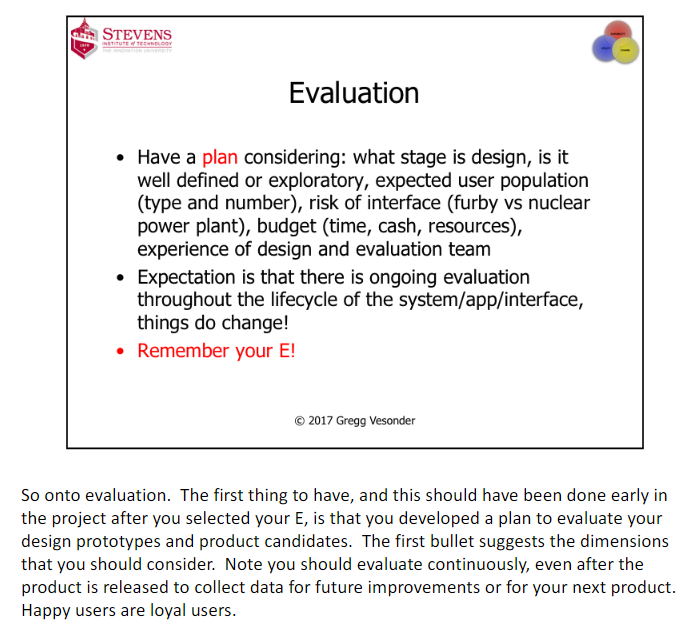 STEVENS
INSTITUTE of TECHNOLOGY
THE INNOVATION UNIVERSITY
1870
Evaluation
• Have a plan considering: what stage is design, is it
well defined or exploratory, expected user population
(type and number), risk of interface (furby vs nuclear
power plant), budget (time, cash, resources),
experience of design and evaluation team
• Expectation is that there is ongoing evaluation
throughout the lifecycle of the system/app/interface,
things do change!
• Remember your E!
© 2017 Gregg Vesonder
So onto evaluation.  The first thing to have, and this should have been done early in
the project after you selected your E, is that you developed a plan to evaluate your
design prototypes and product candidates.  The first bullet suggests the dimensions
that you should consider.  Note you should evaluate continuously, even after the
product is released to collect data for future improvements or for your next product.
Happy users are loyal users.